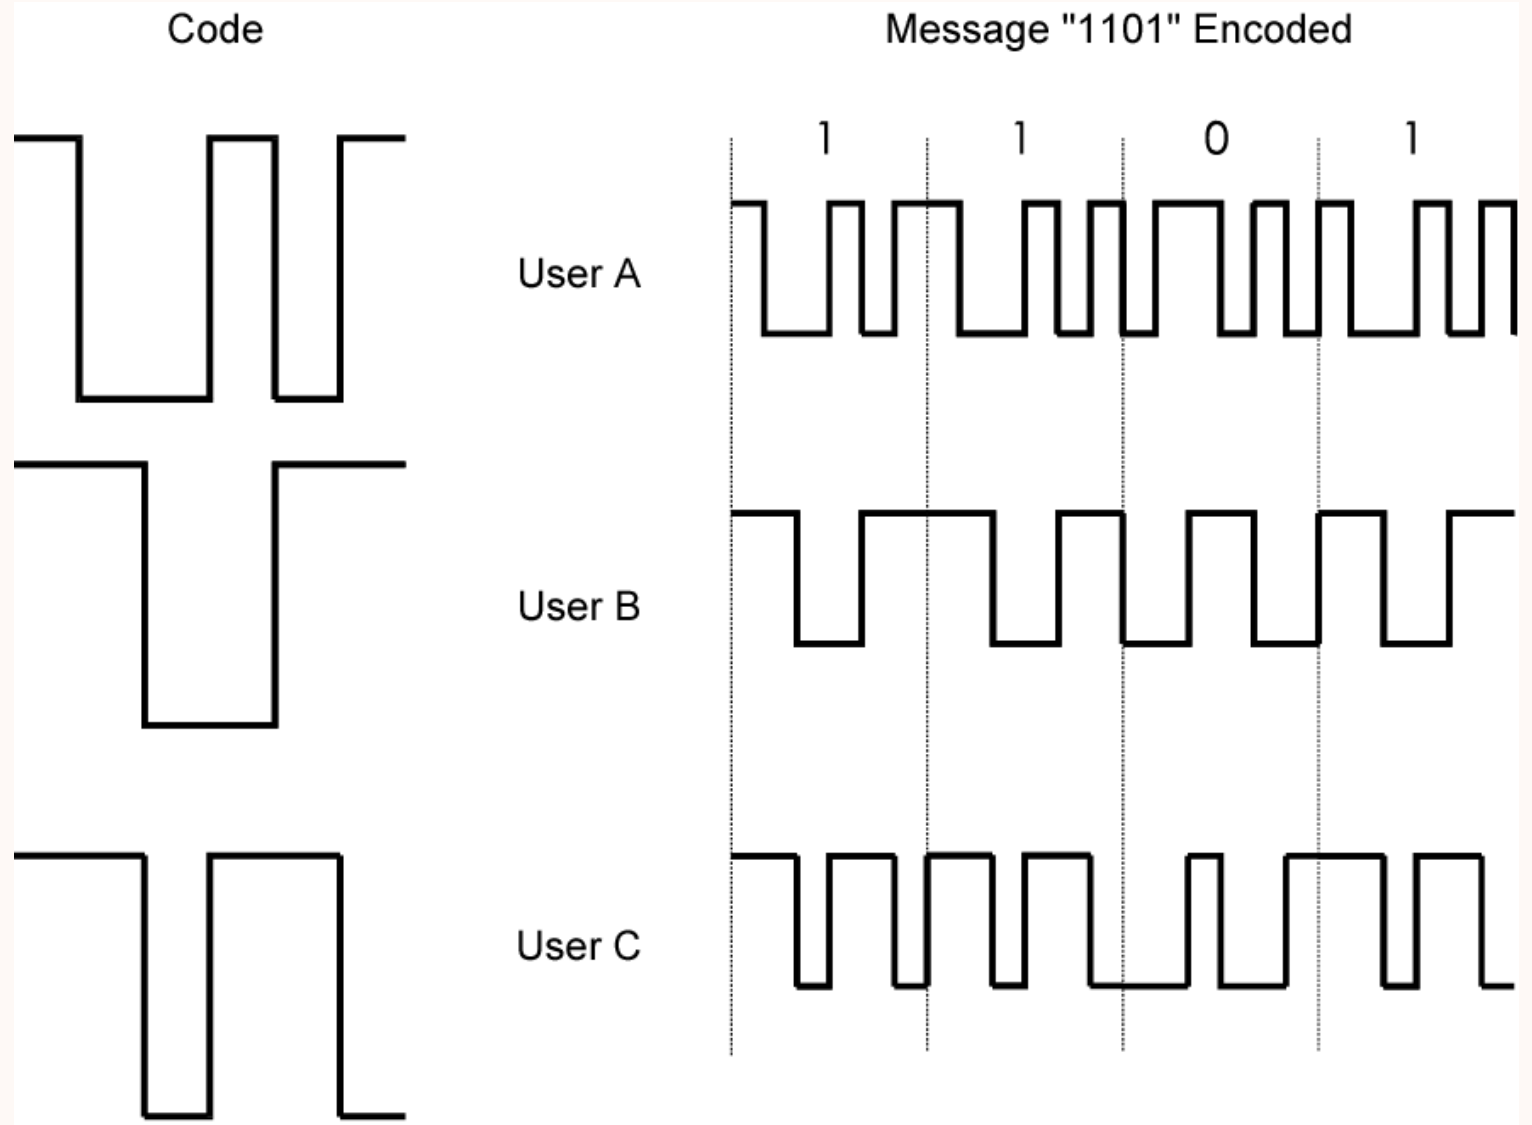 Code
Message "1101" Encoded
1 1 0 1
User A
User B
User C